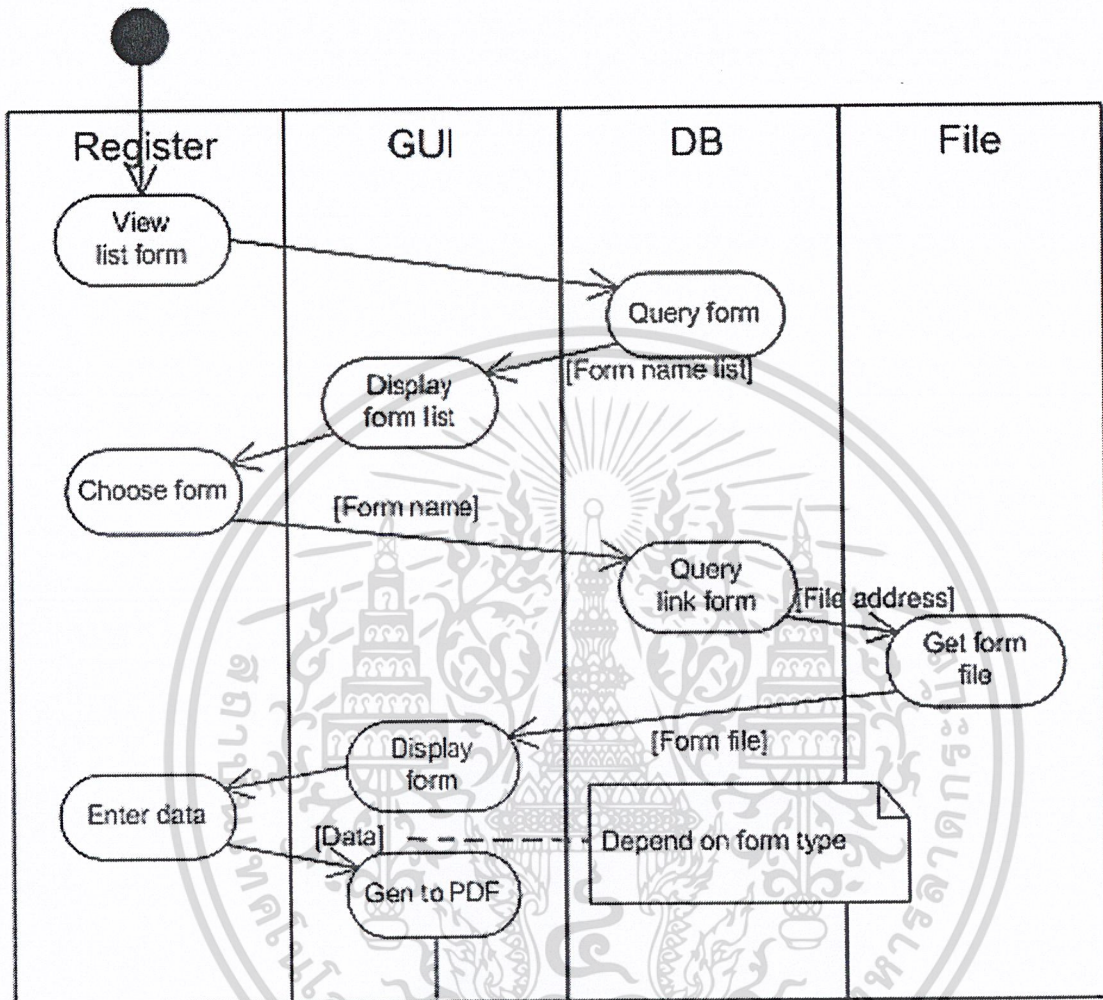 Register
GUI
DB
File
View
list form
Query form
[Form name list]
Display
form list
Choose form
[Form name]
Query
link form
[File address]
Get form
file
[Form file]
Display
form
Enter data
[Data]
Depend on form type
Gen to PDF